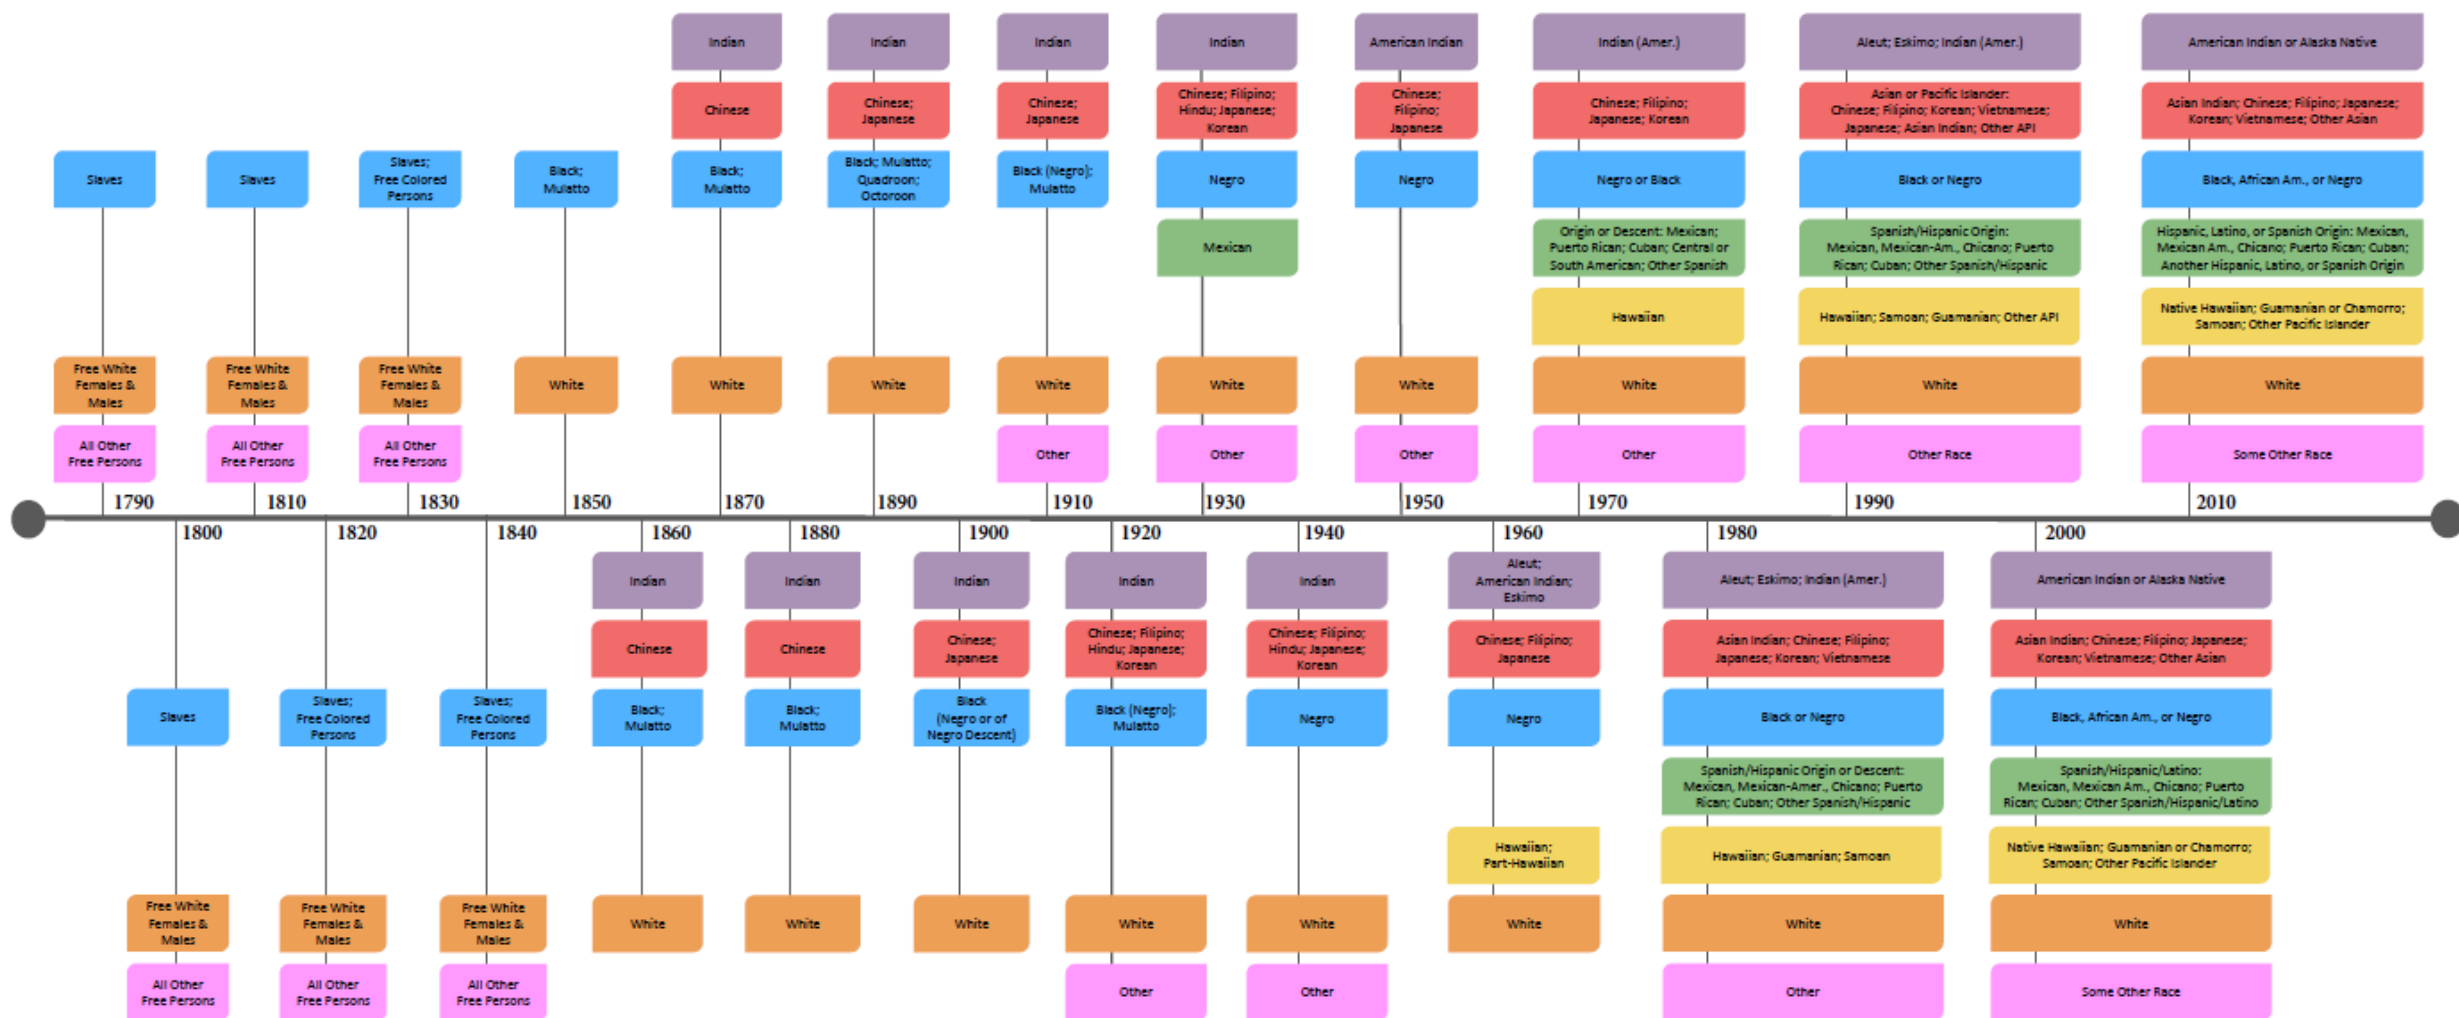 Indian
Indian
Indian
Indian
American Indian
Indian (Amer.)
Aleut; Eskimo; Indian (Amer.)
American Indian or Alaska Native
Chinese
Chinese;
Japanese
Chinese;
Japanese
Chinese; Filipino;
Hindu; Japanese;
Korean
Chinese;
Filipino;
Japanese
Chinese; Filipino;
Japanese; Korean
Asian or Pacific Islander:
Chinese; Filipino; Korean; Vietnamese;
Japanese; Asian Indian; Other API
Asian Indian; Chinese; Filipino; Japanese;
Korean; Vietnamese; Other Asian
Slaves
Slaves
Slaves;
Free Colored
Persons
Black;
Mulatto
Black;
Mulatto
Black; Mulatto;
Quadroon;
Octoroon
Black (Negro);
Mulatto
Negro
Negro
Negro or Black
Black or Negro
Black, African Am., or Negro
Mexican
Origin or Descent: Mexican;
Puerto Rican; Cuban; Central or
South American; Other Spanish
Spanish/Hispanic Origin:
Mexican, Mexican-Am., Chicano; Puerto
Rican; Cuban; Other Spanish/Hispanic
Hispanic, Latino, or Spanish Origin: Mexican,
Mexican Am., Chicano; Puerto Rican; Cuban;
Another Hispanic, Latino, or Spanish Origin
Hawaiian
Hawaiian; Samoan; Guamanian; Other API
Native Hawaiian; Guamanian or Chamorro;
Samoan; Other Pacific Islander
Free White
Females &
Males
Free White
Females &
Males
Free White
Females &
Males
White
White
White
White
White
White
White
White
White
All Other
Free Persons
All Other
Free Persons
All Other
Free Persons
Other
Other
Other
Other
Other Race
Some Other Race
1790
1810
1830
1850
1870
1890
1910
1930
1950
1970
1990
2010
1800
1820
1840
1860
1880
1900
1920
1940
1960
1980
2000
Indian
Indian
Indian
Indian
Indian
Aleut;
American Indian;
Eskimo
Aleut; Eskimo; Indian (Amer.)
American Indian or Alaska Native
Chinese
Chinese
Chinese;
Japanese
Chinese; Filipino;
Hindu; Japanese;
Korean
Chinese; Filipino;
Hindu; Japanese;
Korean
Chinese; Filipino;
Japanese
Asian Indian; Chinese; Filipino;
Japanese; Korean; Vietnamese
Asian Indian; Chinese; Filipino; Japanese;
Korean; Vietnamese; Other Asian
Slaves
Slaves;
Free Colored
Persons
Slaves;
Free Colored
Persons
Black;
Mulatto
Black;
Mulatto
Black
(Negro or of
Negro Descent)
Black (Negro);
Mulatto
Negro
Negro
Black or Negro
Black, African Am., or Negro
Spanish/Hispanic Origin or Descent:
Mexican, Mexican-Amer., Chicano; Puerto
Rican; Cuban; Other Spanish/Hispanic
Spanish/Hispanic/Latino:
Mexican, Mexican Am., Chicano; Puerto
Rican; Cuban; Other Spanish/Hispanic/Latino
Hawaiian;
Part-Hawaiian
Hawaiian; Guamanian; Samoan
Native Hawaiian; Guamanian or Chamorro;
Samoan; Other Pacific Islander
Free White
Females &
Males
Free White
Females &
Males
Free White
Females &
Males
White
White
White
White
White
White
White
White
All Other
Free Persons
All Other
Free Persons
All Other
Free Persons
Other
Other
Other
Some Other Race